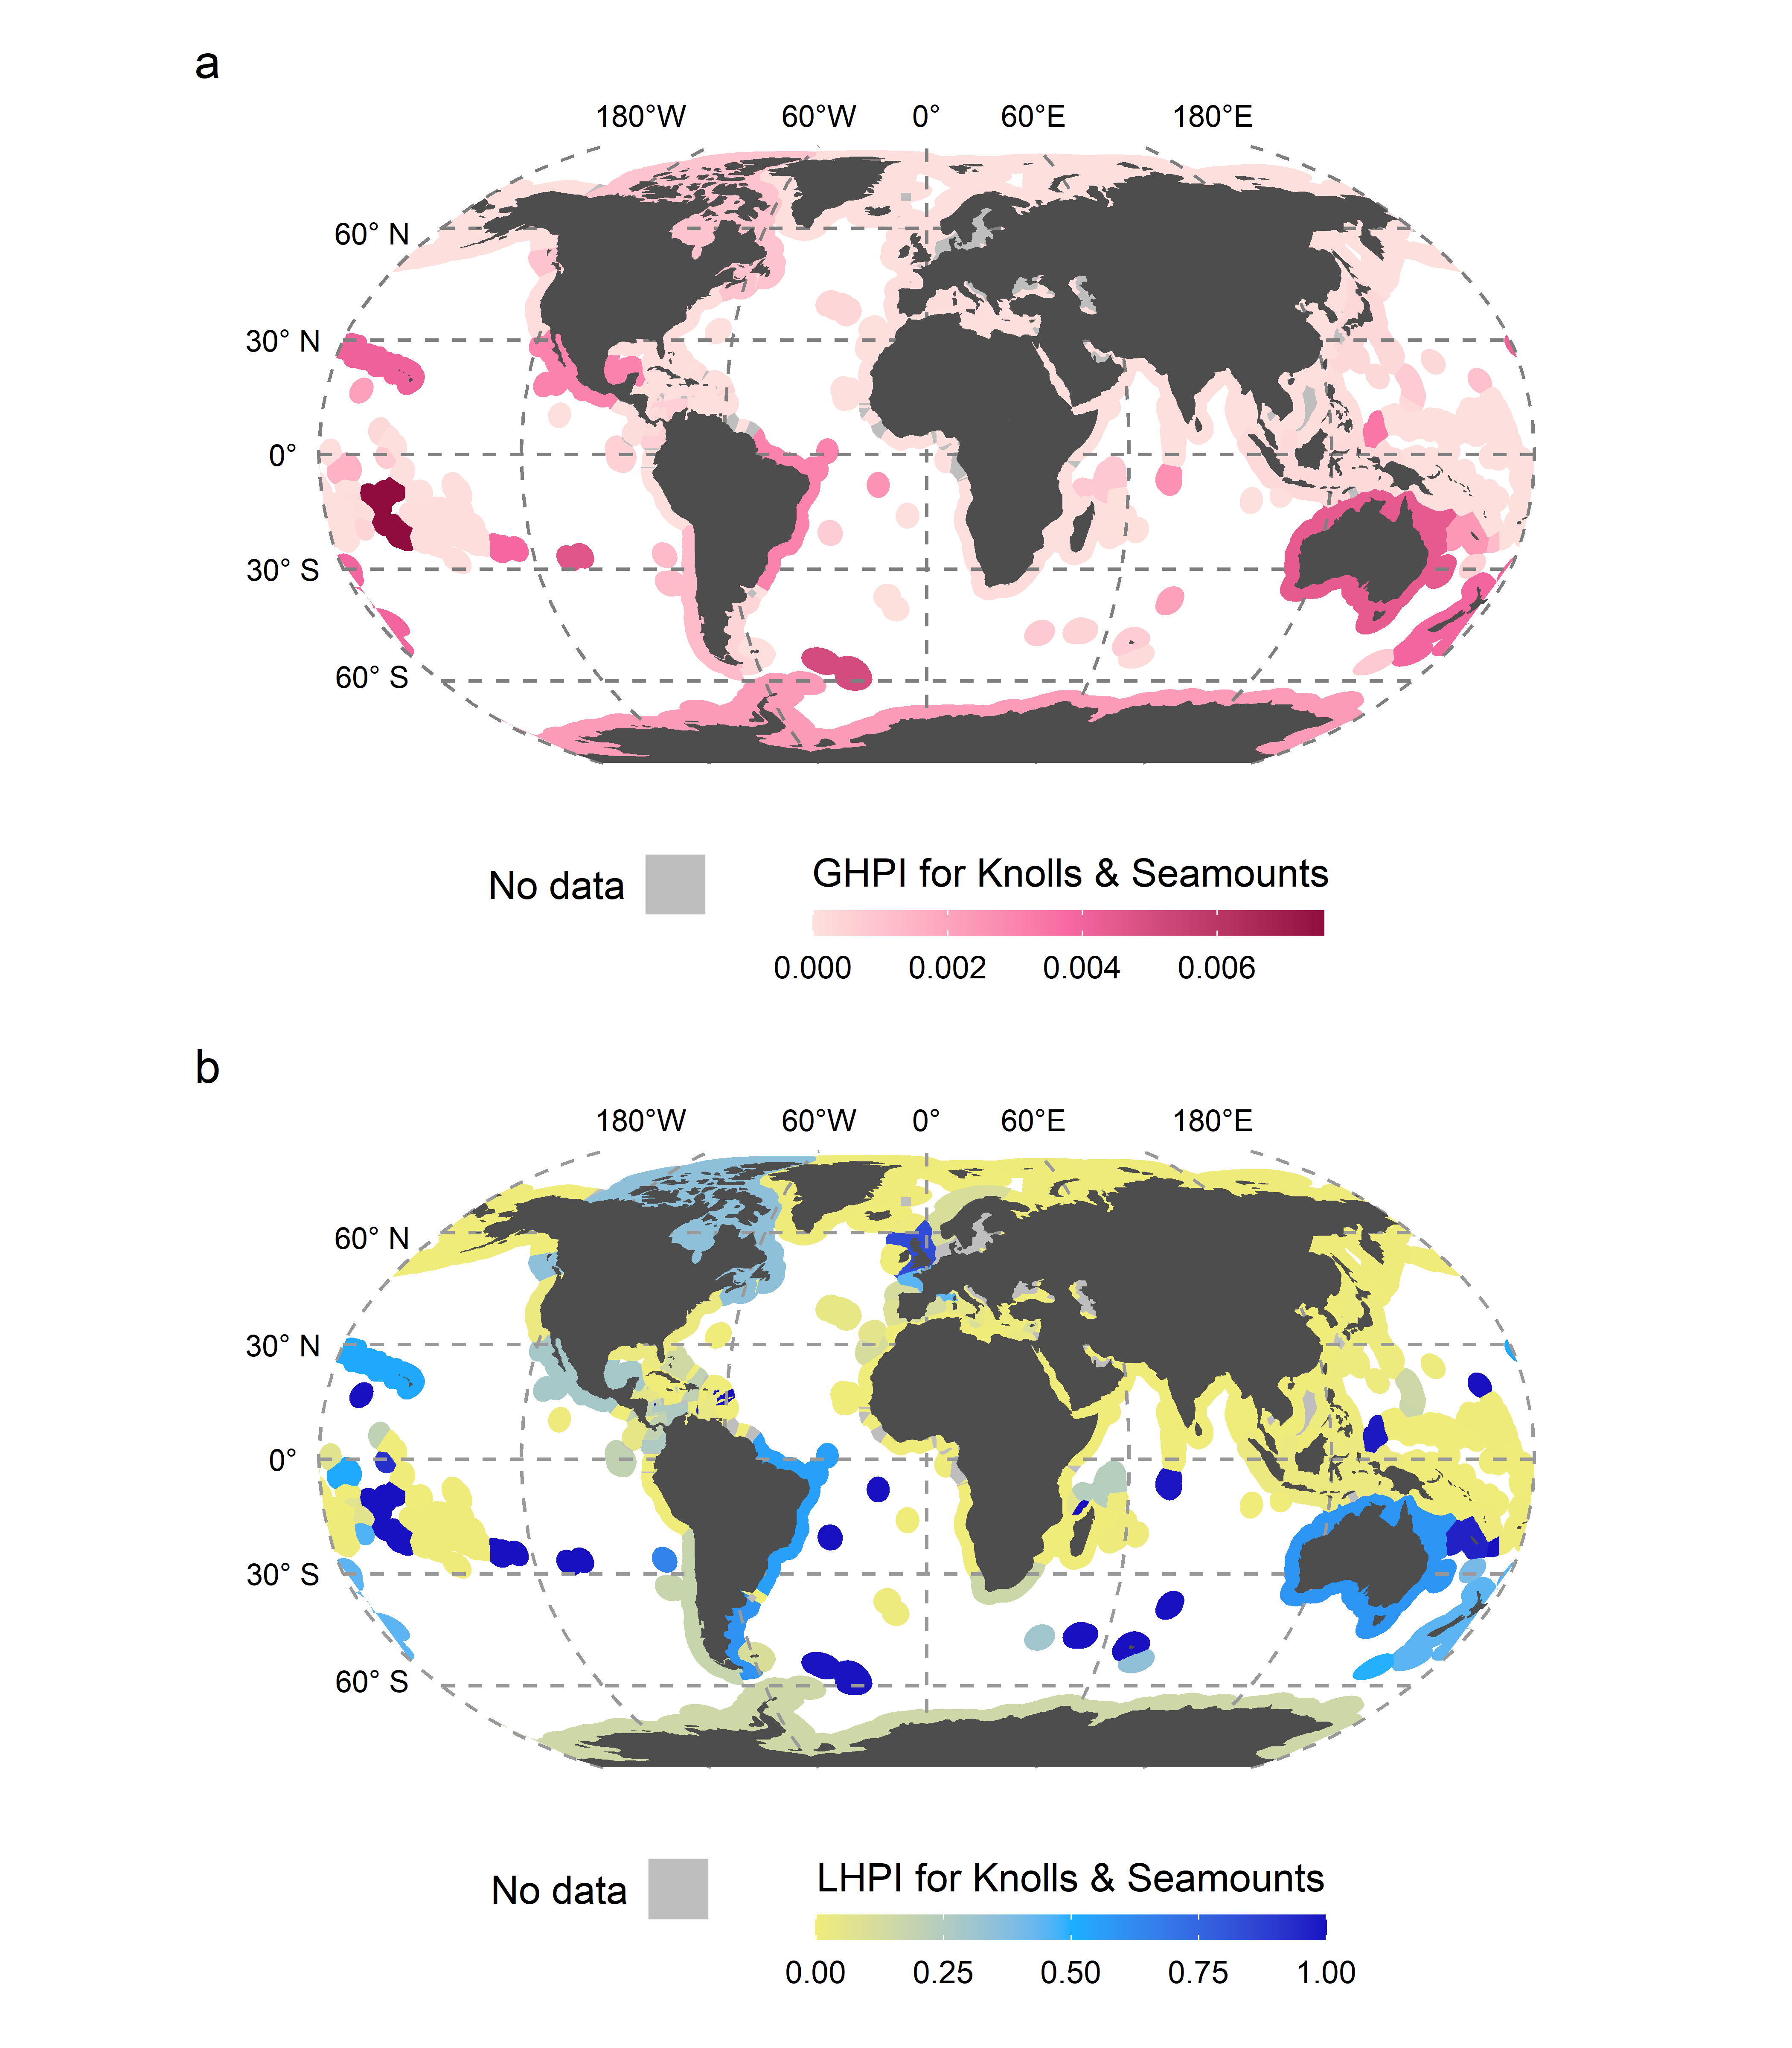 a
180°W 60°W 0° 60°E 180°E
60° N
30° N
0°
30° S
60° S
No data
GHPI for Knolls & Seamounts
0.000 0.002 0.004 0.006
b
180°W 60°W 0° 60°E 180°E
60° N
30° N
0°
30° S
60° S
No data
LHPI for Knolls & Seamounts
0.00 0.25 0.50 0.75 1.00